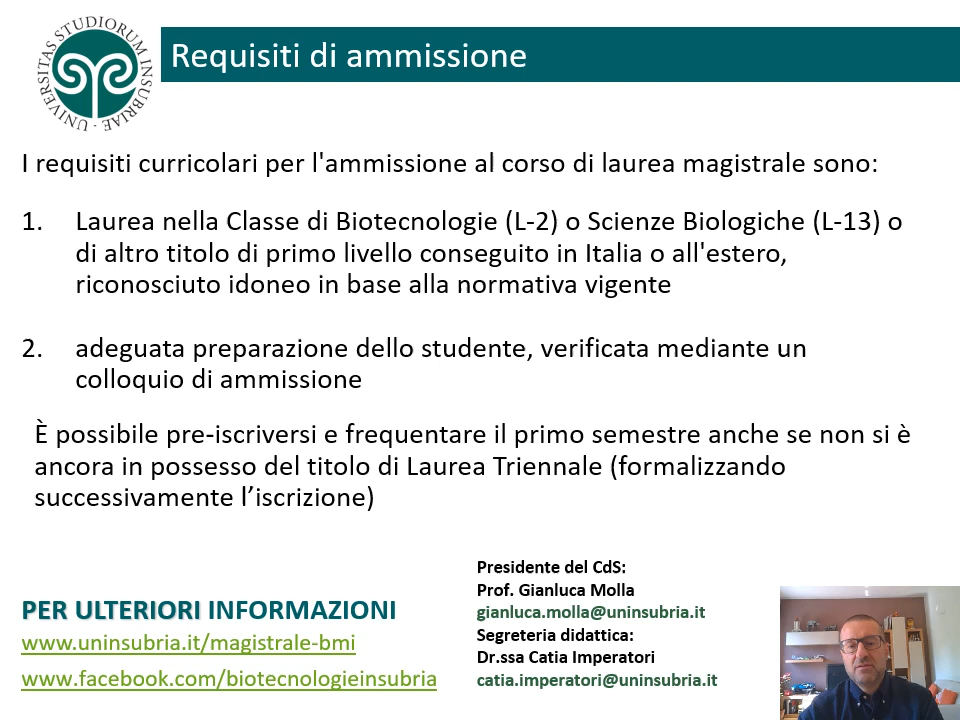 UNIVERSITAS STUDIORUM INSUBRIAE
Requisiti di ammissione
I requisiti curricolari per l'ammissione al corso di laurea magistrale sono:
1. Laurea nella Classe di Biotecnologie (L-2) o Scienze Biologiche (L-13) o
di altro titolo di primo livello conseguito in Italia o all'estero,
riconosciuto idoneo in base alla normativa vigente
2. adeguata preparazione dello studente, verificata mediante un
colloquio di ammissione
È possibile pre-iscriversi e frequentare il primo semestre anche se non si è
ancora in possesso del titolo di Laurea Triennale (formalizzando
successivamente l’iscrizione)
PER ULTERIORI INFORMAZIONI
www.uninsubria.it/magistrale-bmi
www.facebook.com/biotecnologieinsubria
Presidente del CdS:
Prof. Gianluca Molla
gianluca.molla@uninsubria.it
Segreteria didattica:
Dr.ssa Catia Imperatori
catia.imperatori@uninsubria.it